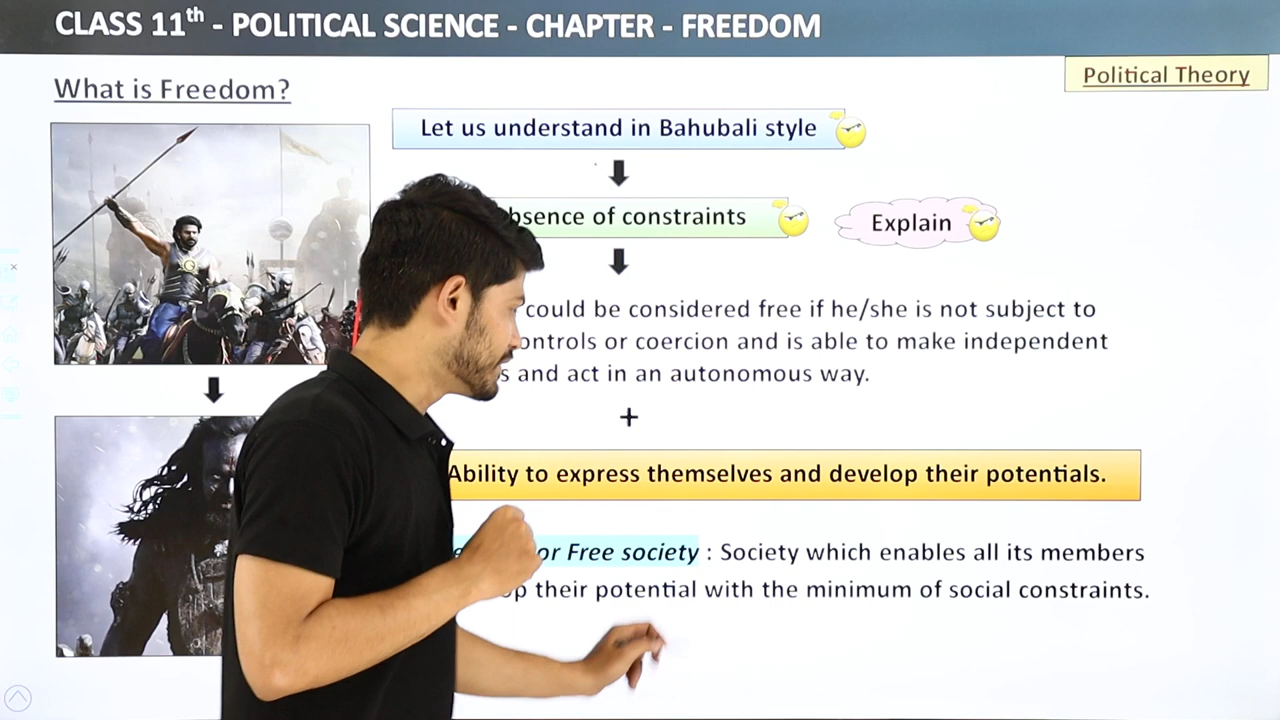 CLASS 11th - POLITICAL SCIENCE - CHAPTER - FREEDOM
What is Freedom?
Political Theory
Let us understand in Bahubali style
bsence of constraints
Explain
could be considered free if he/she is not subject to
ontrols or coercion and is able to make independent
s and act in an autonomous way.
+
Ability to express themselves and develop their potentials.
or Free society : Society which enables all its members
op their potential with the minimum of social constraints.